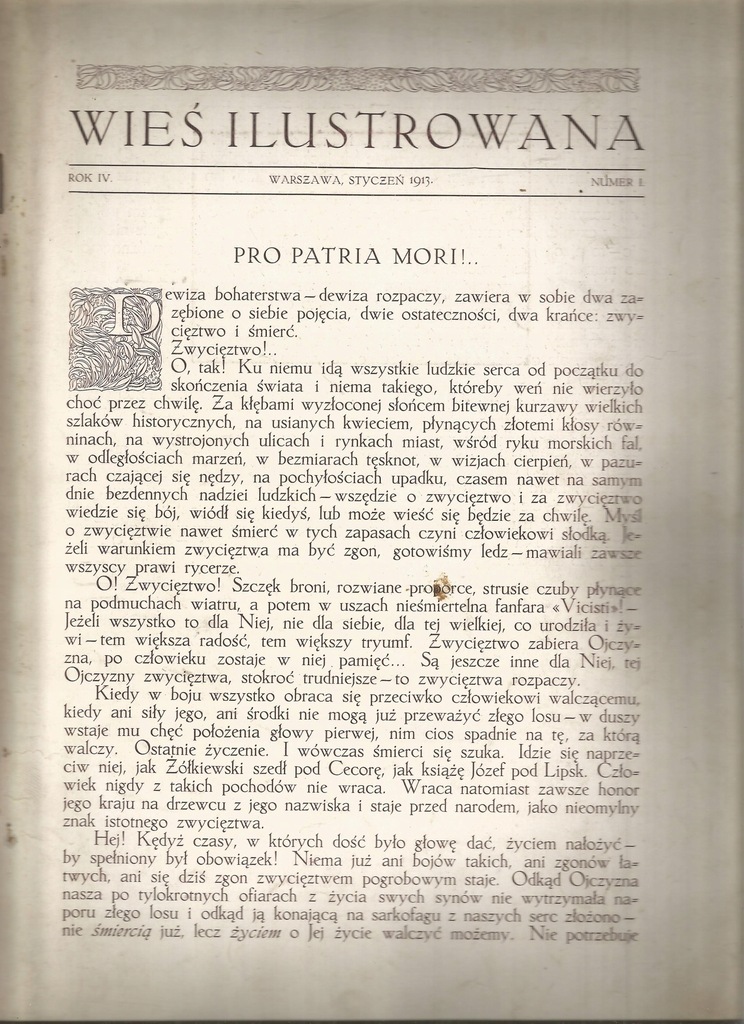 WIEŚ ILUSTROWANA
ROK IV. WARSZAWA, STYCZEŃ 1913. NUMER I.
PRO PATRIA MORI!..
Dewiza bohaterstwa — dewiza rozpaczy, zawiera w sobie dwa za=
zębione o siebie pojęcia, dwie ostateczności, dwa krańce: zwy=
cięztwo i śmierć.
Zwycięztwo!..
O, tak! Ku niemu idą wszystkie ludzkie serca od początku do
skończenia świata i niema takiego, któreby weń nie wierzyło
choć przez chwilę. Za kłębami wyzłoconej słońcem bitewnej kurzawy wielkich
szlaków historycznych, na usianych kwieciem, płynących złotemi kłosy rów=
ninach, na wystrojonych ulicach i rynkach miast, wśród ryku morskich fal,
w odległościach marzeń, w bezmiarach tęsknot, w wizjach cierpień, w pazu=
rach czającej się nędzy, na pochyłościach upadku, czasem nawet na samym
dnie bezdennych nadziei ludzkich — wszędzie o zwycięztwo i za zwycięztwo
wiedzie się bój, wiódł się kiedyś, lub może wieść się będzie za chwilę. Myśl
o zwycięztwie nawet śmierć w tych zapasach czyni człowiekowi słodką. Je=
żeli warunkiem zwycięztwa ma być zgon, gotowiśmy ledz — mawiali zawsze
wszyscy prawi rycerze.
O! Zwycięztwo! Szczęk broni, rozwiane proporce, strusie czuby płynące
na podmuchach wiatru, a potem w uszach nieśmiertelna fanfara «Vicisti»! —
Jeżeli wszystko to dla Niej, nie dla siebie, dla tej wielkiej, co urodziła i ży=
wi — tem większa radość, tem większy tryumf. Zwycięztwo zabiera Ojczy=
zna, po człowieku zostaje w niej pamięć... Są jeszcze inne dla Niej, tej
Ojczyzny zwycięztwa, stokroć trudniejsze — to zwycięztwa rozpaczy.
Kiedy w boju wszystko obraca się przeciwko człowiekowi walczącemu,
kiedy ani siły jego, ani środki nie mogą już przeważyć złego losu — w duszy
wstaje mu chęć położenia głowy pierwej, nim cios spadnie na tę, za którą
walczy. Ostatnie życzenie. I wówczas śmierci się szuka. Idzie się naprze=
ciw niej, jak Żółkiewski szedł pod Cecorę, jak książę Józef pod Lipsk. Czło=
wiek nigdy z takich pochodów nie wraca. Wraca natomiast zawsze honor
jego kraju na drzewcu z jego nazwiska i staje przed narodem, jako nieomylny
znak istotnego zwycięztwa.
Hej! Kędyż czasy, w których dość było głowę dać, życiem nałożyć —
by spełniony był obowiązek! Niema już ani bojów takich, ani zgonów ła=
twych, ani się dziś zgon zwycięztwem pogrobowym staje. Odkąd Ojczyzna
nasza po tylokrotnych ofiarach z życia swych synów nie wytrzymała na=
poru złego losu i odkąd ją konającą na sarkofagu z naszych serc złożono —
nie śmiercią już, lecz życiem o Jej życie walczyć możemy. Nie potrzebuje